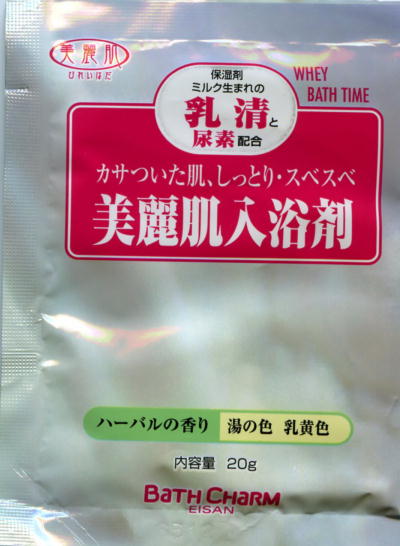 美麗肌
びれいはだ
保湿剤
ミルク生まれの
乳清と
尿素配合
WHEY
BATH TIME
カサついた肌、しっとり・スベスベ
美麗肌入浴剤
ハーバルの香り 湯の色 乳黄色
内容量 20g
BATH CHARM
EISAN